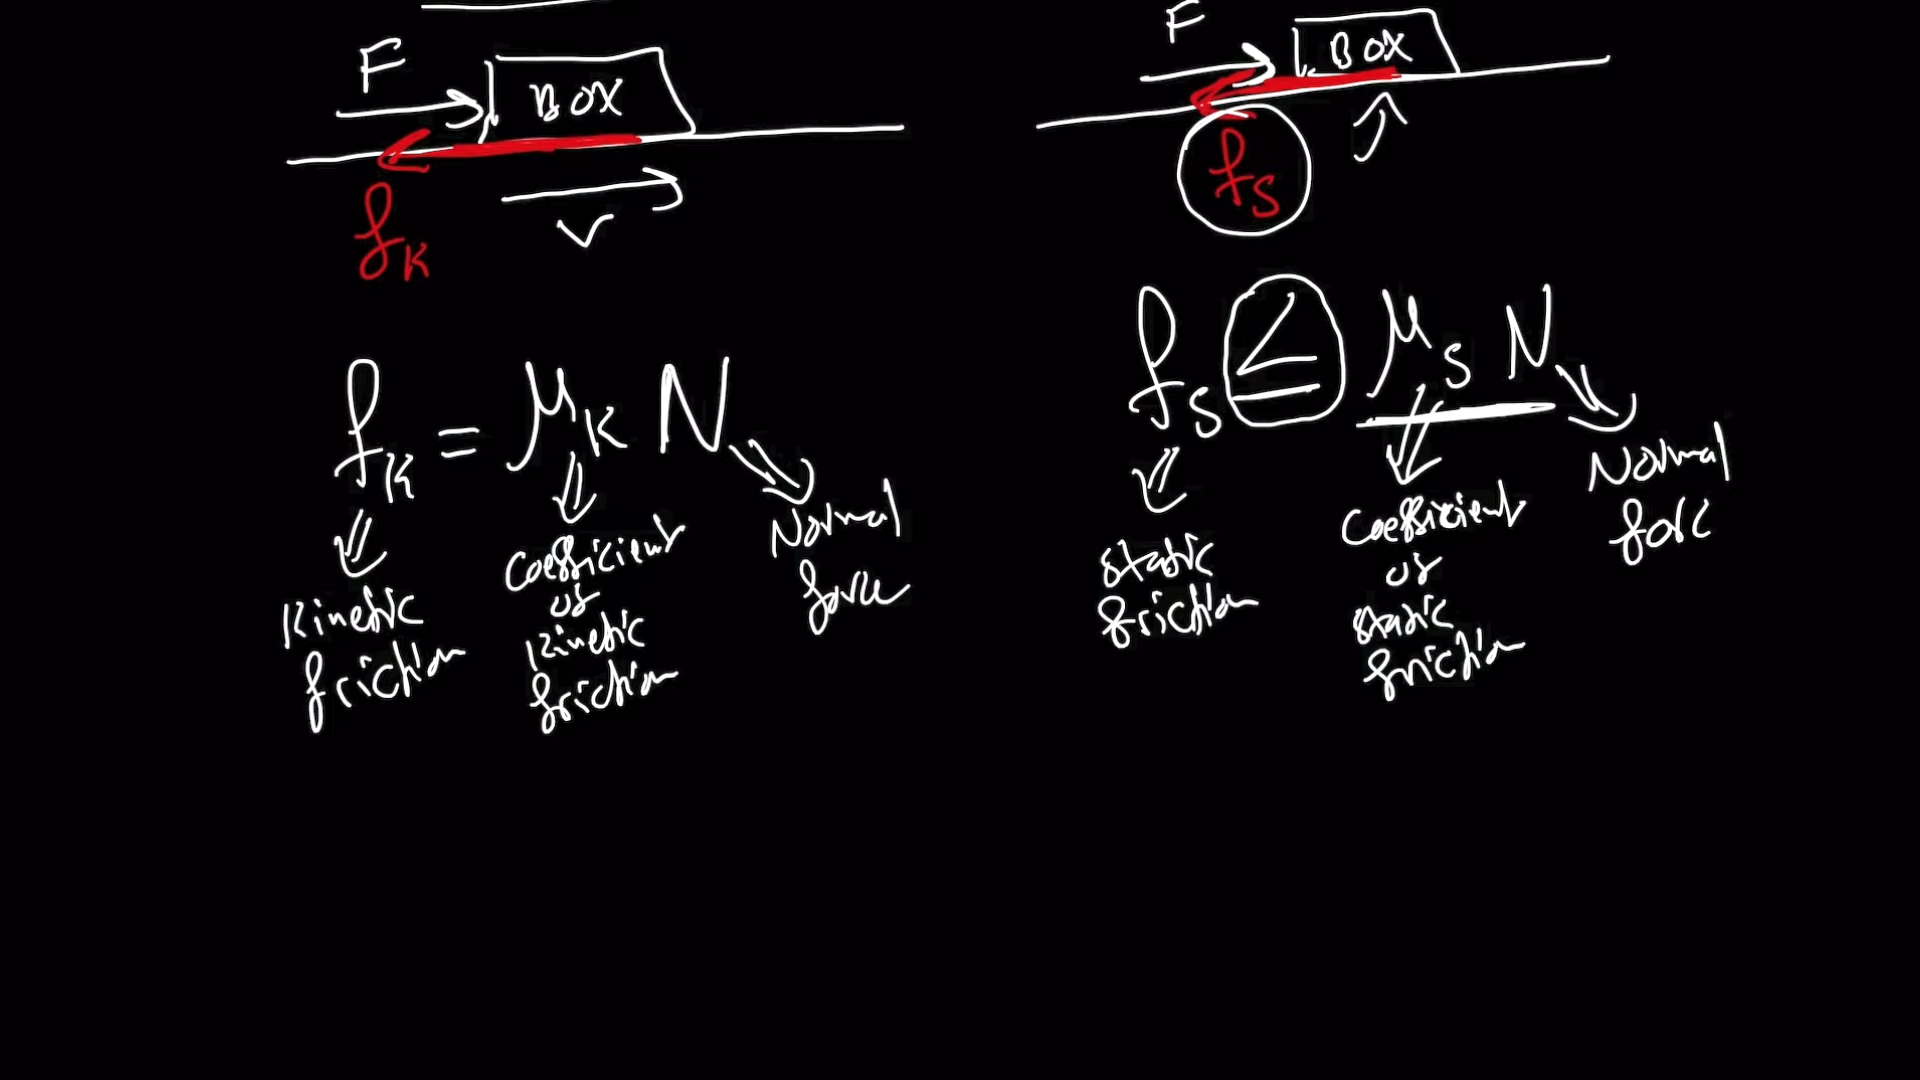 F
BOX
fK
V
fK = μK N
Kinetic
friction
Coefficient
of
Kinetic
friction
Normal
force
F
BOX
fs
fs ≤ μs N
static
friction
Coefficient
of
static
friction
Normal
forc